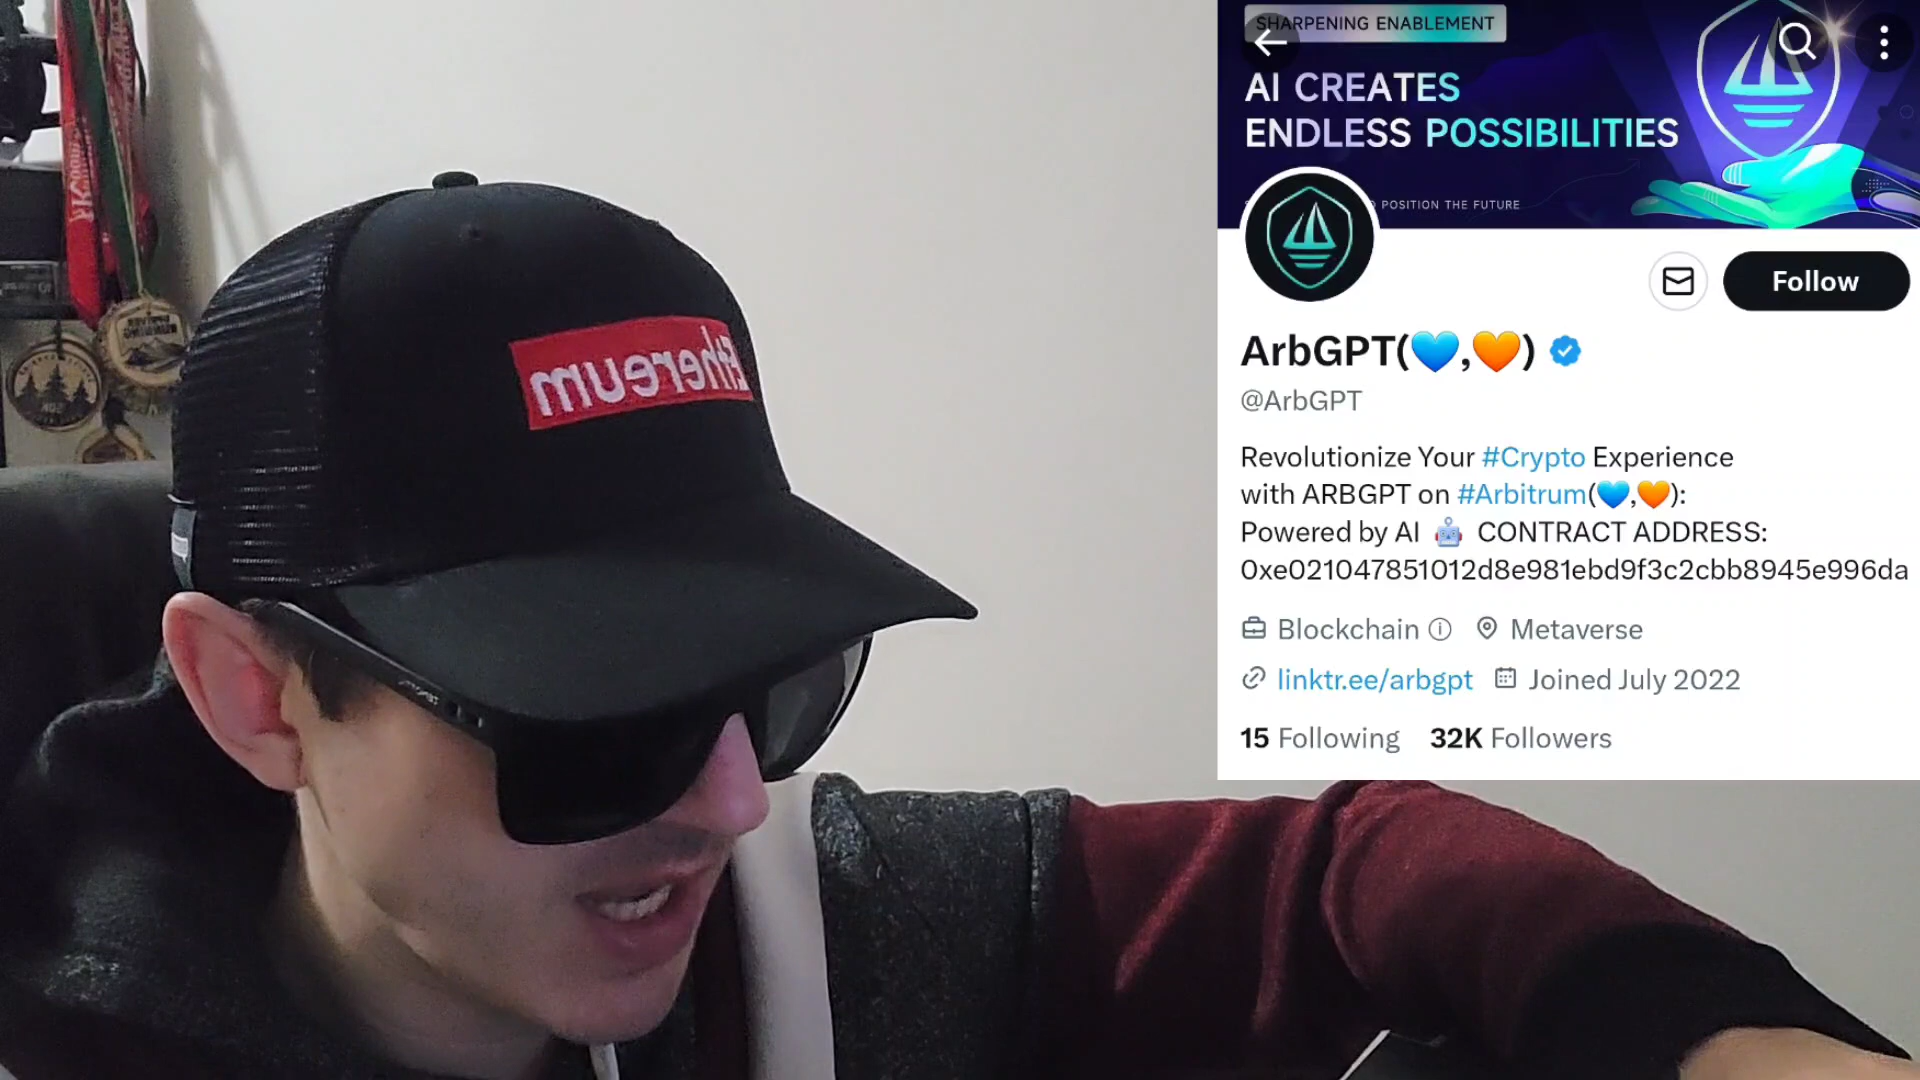 SHARPENING ENABLEMENT
AI CREATES
ENDLESS POSSIBILITIES
POSITION THE FUTURE
Follow
ArbGPT(💙,🧡)
@ArbGPT
Revolutionize Your #Crypto Experience
with ARBGPT on #Arbitrum(💙,🧡):
Powered by AI 🤖 CONTRACT ADDRESS:
0xe021047851012d8e981ebd9f3c2cbb8945e996da
Blockchain Metaverse
linktr.ee/arbgpt Joined July 2022
15 Following 32K Followers
Ethereum